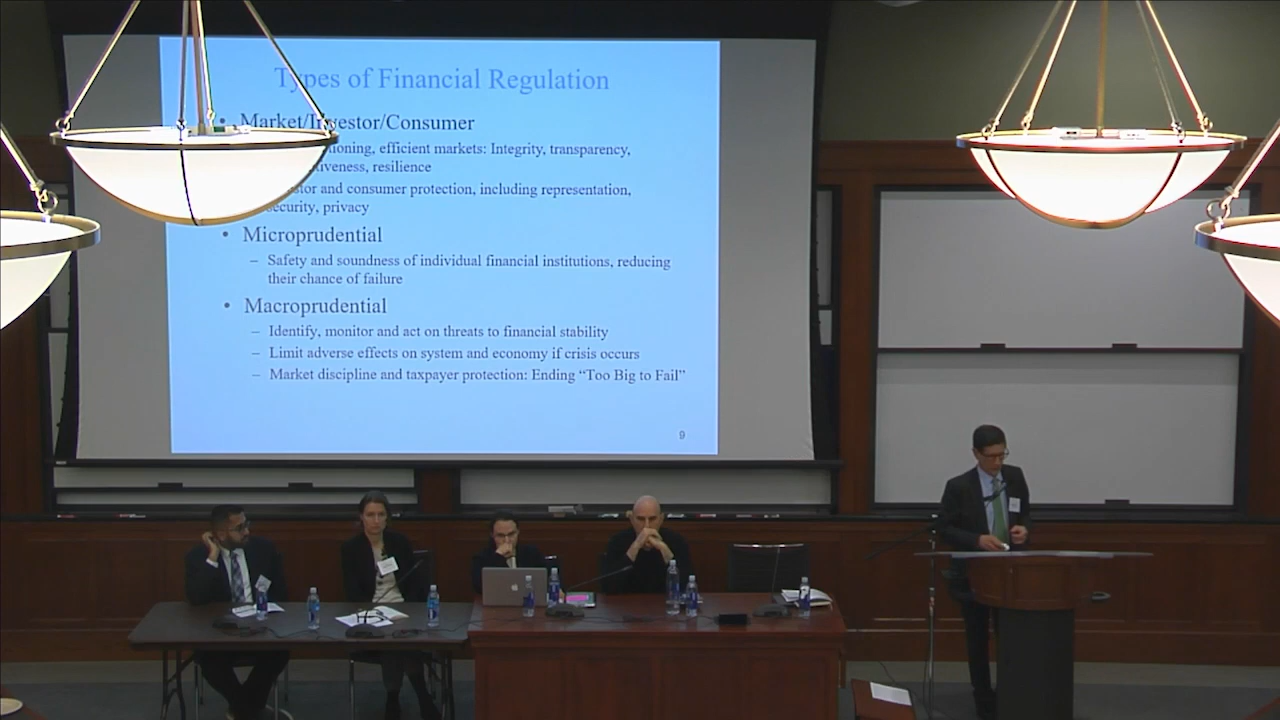 Types of Financial Regulation
• Market/Investor/Consumer
efficient markets: Integrity, transparency,
resilience
and consumer protection, including representation,
security, privacy
• Microprudential
– Safety and soundness of individual financial institutions, reducing
their chance of failure
• Macroprudential
– Identify, monitor and act on threats to financial stability
– Limit adverse effects on system and economy if crisis occurs
– Market discipline and taxpayer protection: Ending “Too Big to Fail”
9